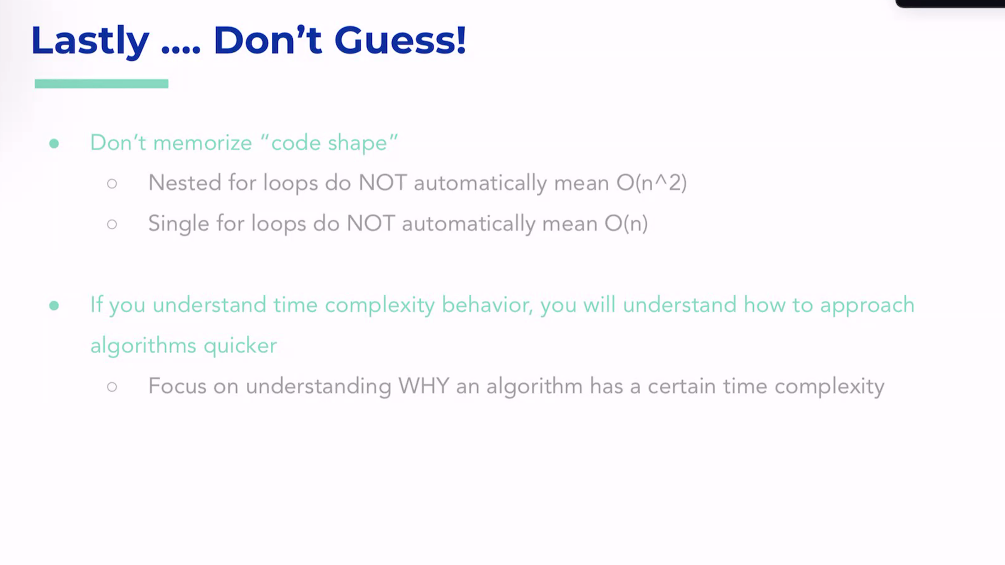 Lastly .... Don’t Guess!
● Don’t memorize “code shape”
○ Nested for loops do NOT automatically mean O(n^2)
○ Single for loops do NOT automatically mean O(n)
● If you understand time complexity behavior, you will understand how to approach
algorithms quicker
○ Focus on understanding WHY an algorithm has a certain time complexity